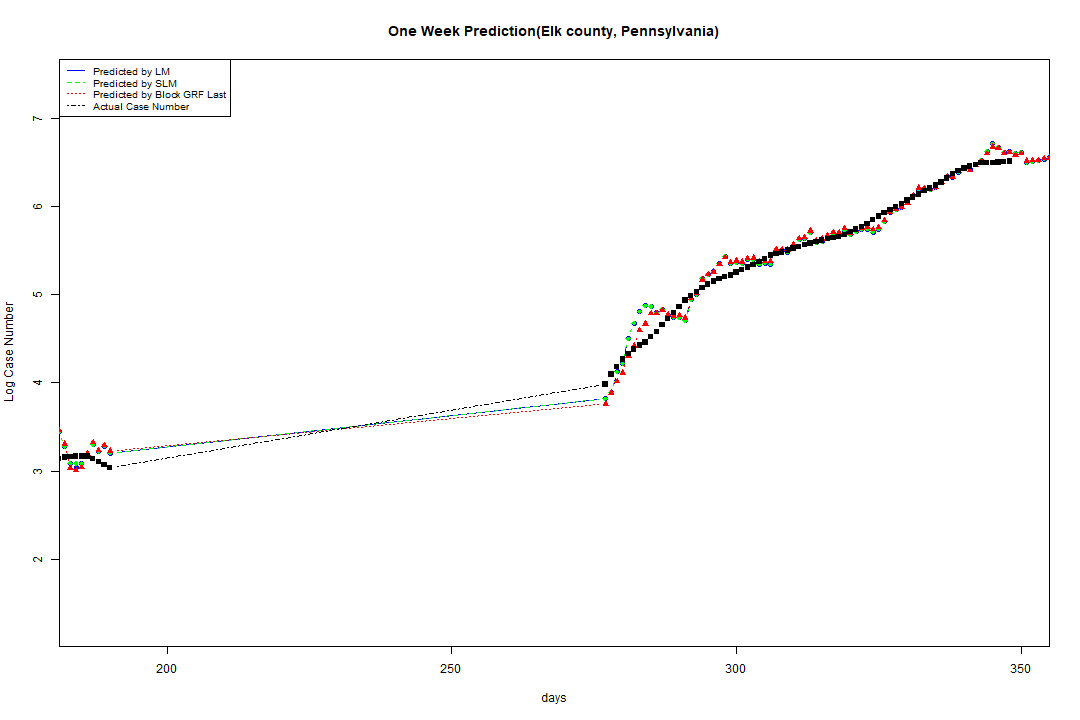 One Week Prediction(Elk county, Pennsylvania)
Predicted by LM
Predicted by SLM
Predicted by Block GRF Last
Actual Case Number
7
6
5
4
3
2
Log Case Number
200
250
300
350
days